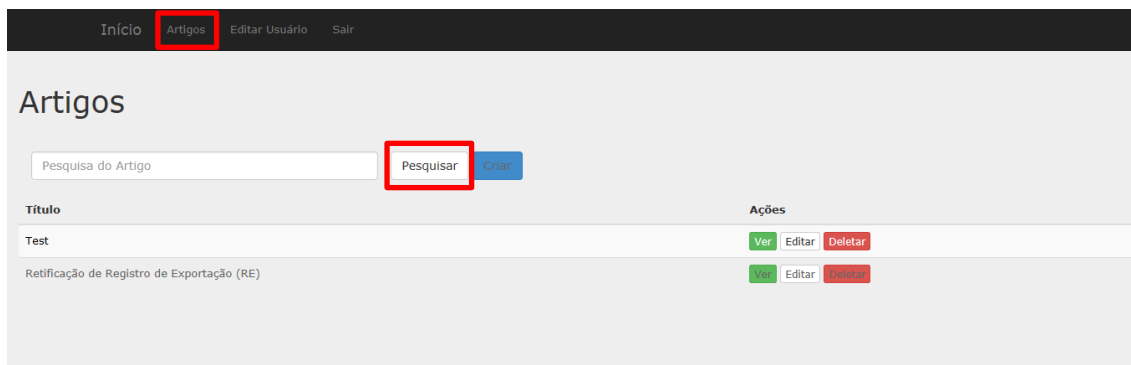 Início Artigos Editar Usuário Sair
Artigos
Pesquisa do Artigo Pesquisar Criar
Título Ações
Test Ver Editar Deletar
Retificação de Registro de Exportação (RE) Ver Editar Deletar